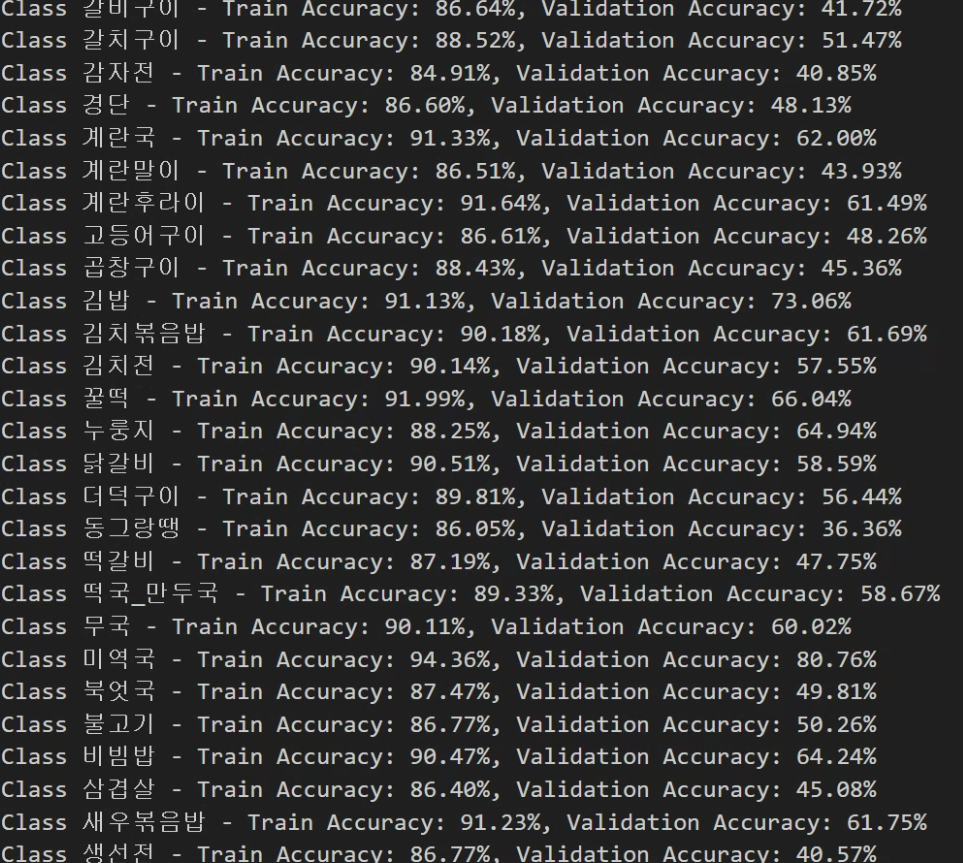 Class 갈비구이 - Train Accuracy: 86.64%, Validation Accuracy: 41.72%
Class 갈치구이 - Train Accuracy: 88.52%, Validation Accuracy: 51.47%
Class 감자전 - Train Accuracy: 84.91%, Validation Accuracy: 40.85%
Class 경단 - Train Accuracy: 86.60%, Validation Accuracy: 48.13%
Class 계란국 - Train Accuracy: 91.33%, Validation Accuracy: 62.00%
Class 계란말이 - Train Accuracy: 86.51%, Validation Accuracy: 43.93%
Class 계란후라이 - Train Accuracy: 91.64%, Validation Accuracy: 61.49%
Class 고등어구이 - Train Accuracy: 86.61%, Validation Accuracy: 48.26%
Class 곱창구이 - Train Accuracy: 88.43%, Validation Accuracy: 45.36%
Class 김밥 - Train Accuracy: 91.13%, Validation Accuracy: 73.06%
Class 김치볶음밥 - Train Accuracy: 90.18%, Validation Accuracy: 61.69%
Class 김치전 - Train Accuracy: 90.14%, Validation Accuracy: 57.55%
Class 꿀떡 - Train Accuracy: 91.99%, Validation Accuracy: 66.04%
Class 누룽지 - Train Accuracy: 88.25%, Validation Accuracy: 64.94%
Class 닭갈비 - Train Accuracy: 90.51%, Validation Accuracy: 58.59%
Class 더덕구이 - Train Accuracy: 89.81%, Validation Accuracy: 56.44%
Class 동그랑땡 - Train Accuracy: 86.05%, Validation Accuracy: 36.36%
Class 떡갈비 - Train Accuracy: 87.19%, Validation Accuracy: 47.75%
Class 떡국_만두국 - Train Accuracy: 89.33%, Validation Accuracy: 58.67%
Class 무국 - Train Accuracy: 90.11%, Validation Accuracy: 60.02%
Class 미역국 - Train Accuracy: 94.36%, Validation Accuracy: 80.76%
Class 북엇국 - Train Accuracy: 87.47%, Validation Accuracy: 49.81%
Class 불고기 - Train Accuracy: 86.77%, Validation Accuracy: 50.26%
Class 비빔밥 - Train Accuracy: 90.47%, Validation Accuracy: 64.24%
Class 삼겹살 - Train Accuracy: 86.40%, Validation Accuracy: 45.08%
Class 새우볶음밥 - Train Accuracy: 91.23%, Validation Accuracy: 61.75%
Class 생선전 - Train Accuracy: 86.77%, Validation Accuracy: 40.57%